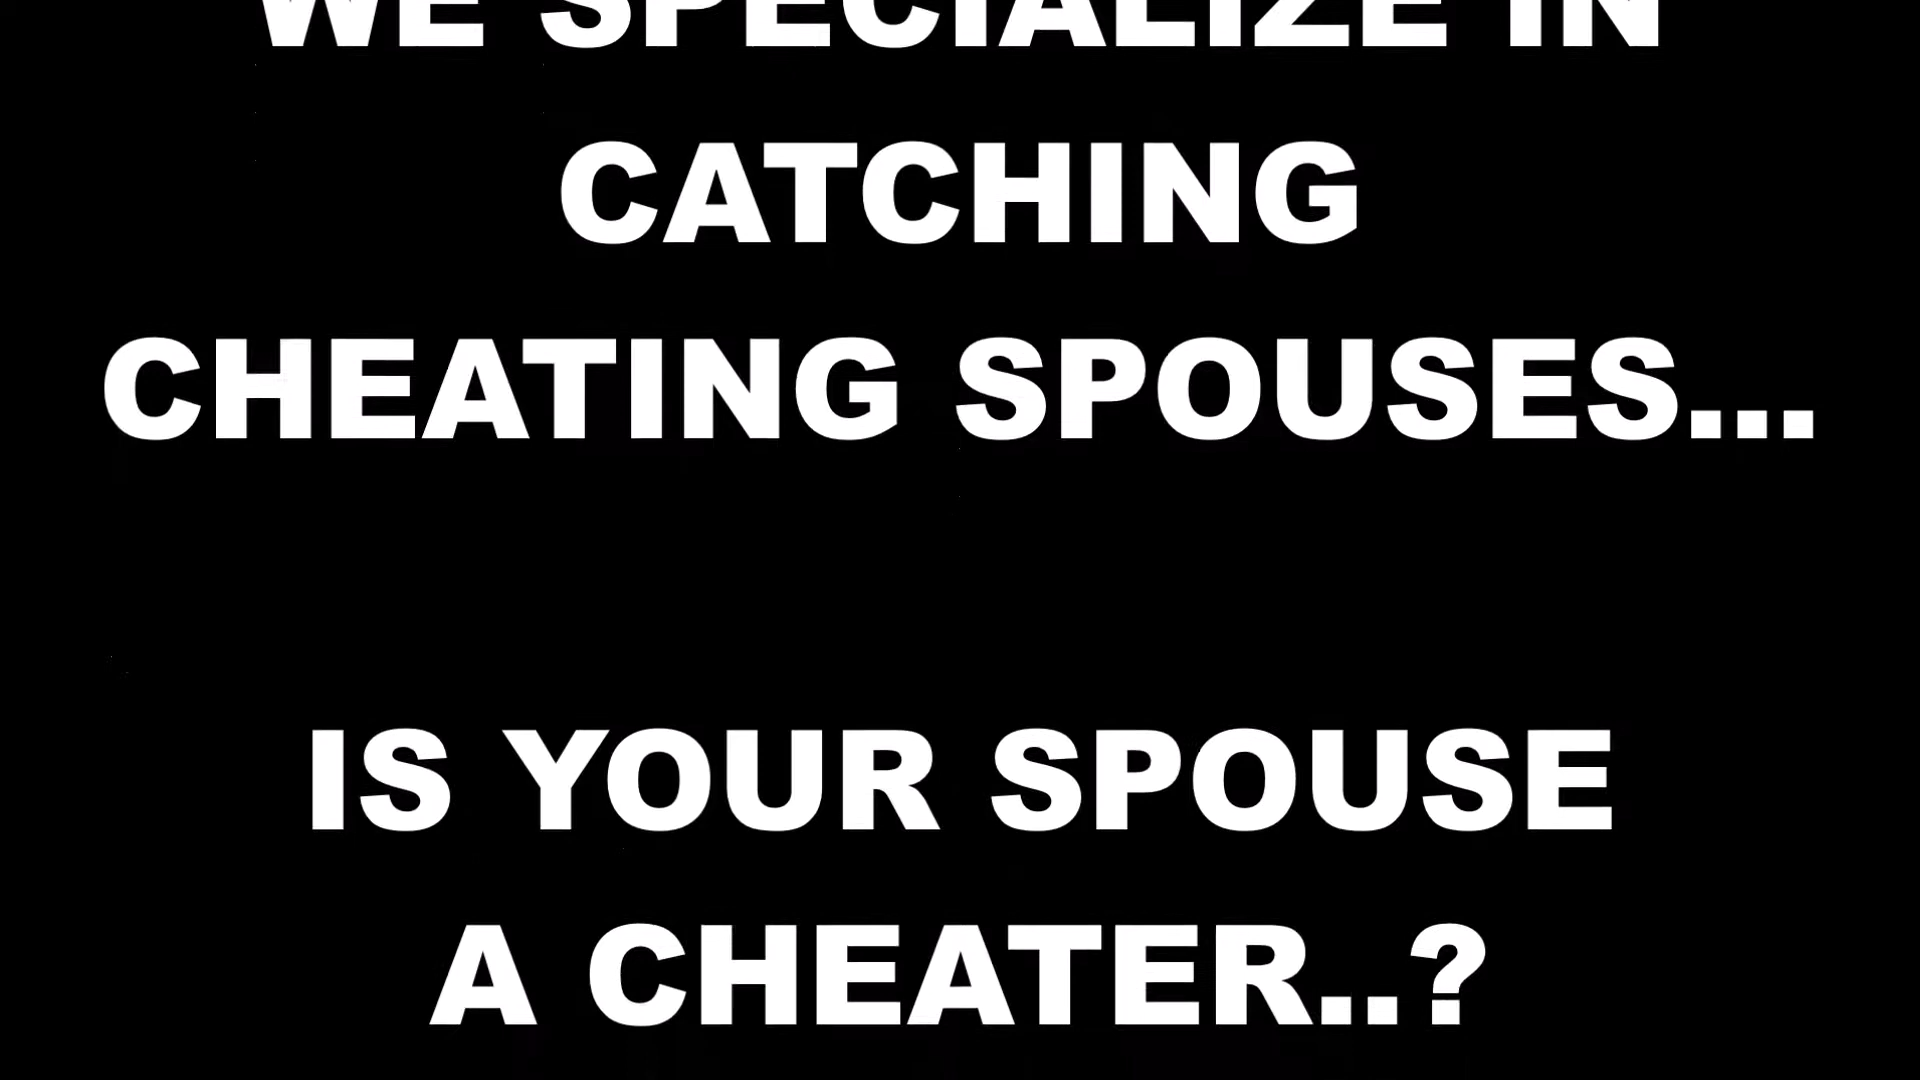 WE SPECIALIZE IN
CATCHING
CHEATING SPOUSES...
IS YOUR SPOUSE
A CHEATER..?